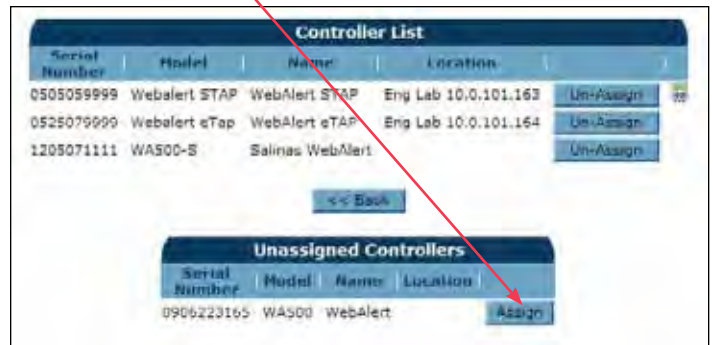 Controller List
Serial Number Model Name Location
0505059999 Webalert STAP WebAlert STAP Eng Lab 10.0.101.163 Un-Assign
0525079999 Webalert eTap WebAlert eTAP Eng Lab 10.0.101.164 Un-Assign
1205071111 WA500-S Salinas WebAlert Un-Assign
<< Back
Unassigned Controllers
Serial Number Model Name Location
0906223165 WA500 WebAlert Assign